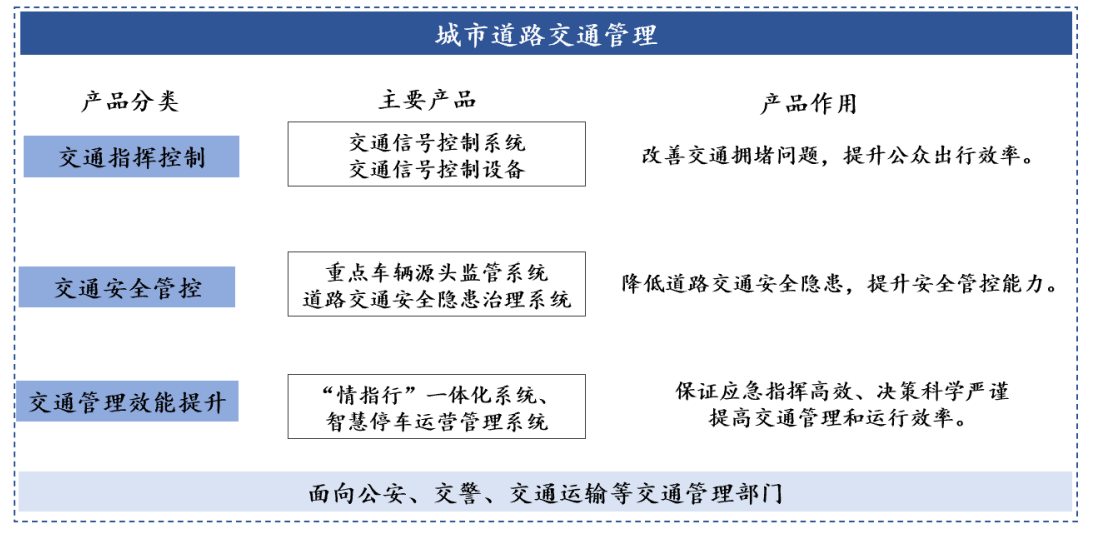 城市道路交通管理
产品分类
主要产品
产品作用
交通指挥控制
交通信号控制系统
交通信号控制设备
改善交通拥堵问题，提升公众出行效率。
交通安全管控
重点车辆源头监管系统
道路交通安全隐患治理系统
降低道路交通安全隐患，提升安全管控能力。
交通管理效能提升
“情指行”一体化系统、
智慧停车运营管理系统
保证应急指挥高效、决策科学严谨
提高交通管理和运行效率。
面向公安、交警、交通运输等交通管理部门